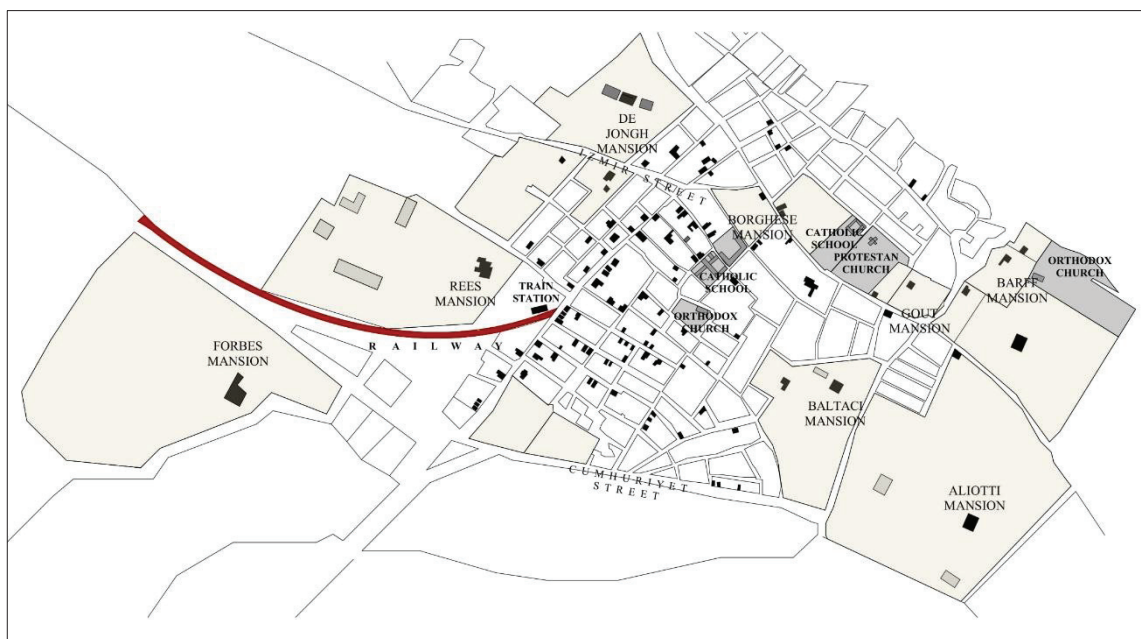 DE
JONGH
MANSION
IZMIR STREET
BORGHESE
MANSION
CATHOLIC
SCHOOL
PROTESTAN
CHURCH
ORTHODOX
CHURCH
BARFF
MANSION
REES
MANSION
TRAIN
STATION
CATHOLIC
SCHOOL
ORTHODOX
CHURCH
GOUT
MANSION
RAILWAY
FORBES
MANSION
BALTACI
MANSION
CUMHURIYET
STREET
ALIOTTI
MANSION